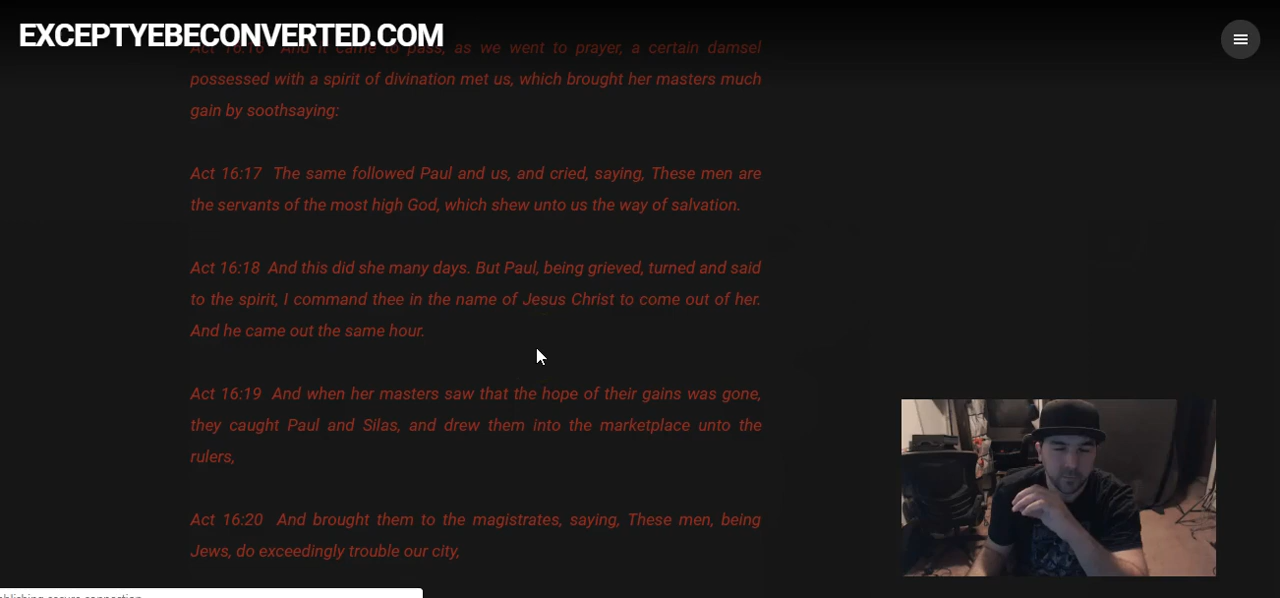 EXCEPTYEBECONVERTED.COM
Act 16:16 And it came to pass, as we went to prayer, a certain damsel
possessed with a spirit of divination met us, which brought her masters much
gain by soothsaying:
Act 16:17 The same followed Paul and us, and cried, saying, These men are
the servants of the most high God, which shew unto us the way of salvation.
Act 16:18 And this did she many days. But Paul, being grieved, turned and said
to the spirit, I command thee in the name of Jesus Christ to come out of her.
And he came out the same hour.
Act 16:19 And when her masters saw that the hope of their gains was gone,
they caught Paul and Silas, and drew them into the marketplace unto the
rulers,
Act 16:20 And brought them to the magistrates, saying, These men, being
Jews, do exceedingly trouble our city,
secure connection